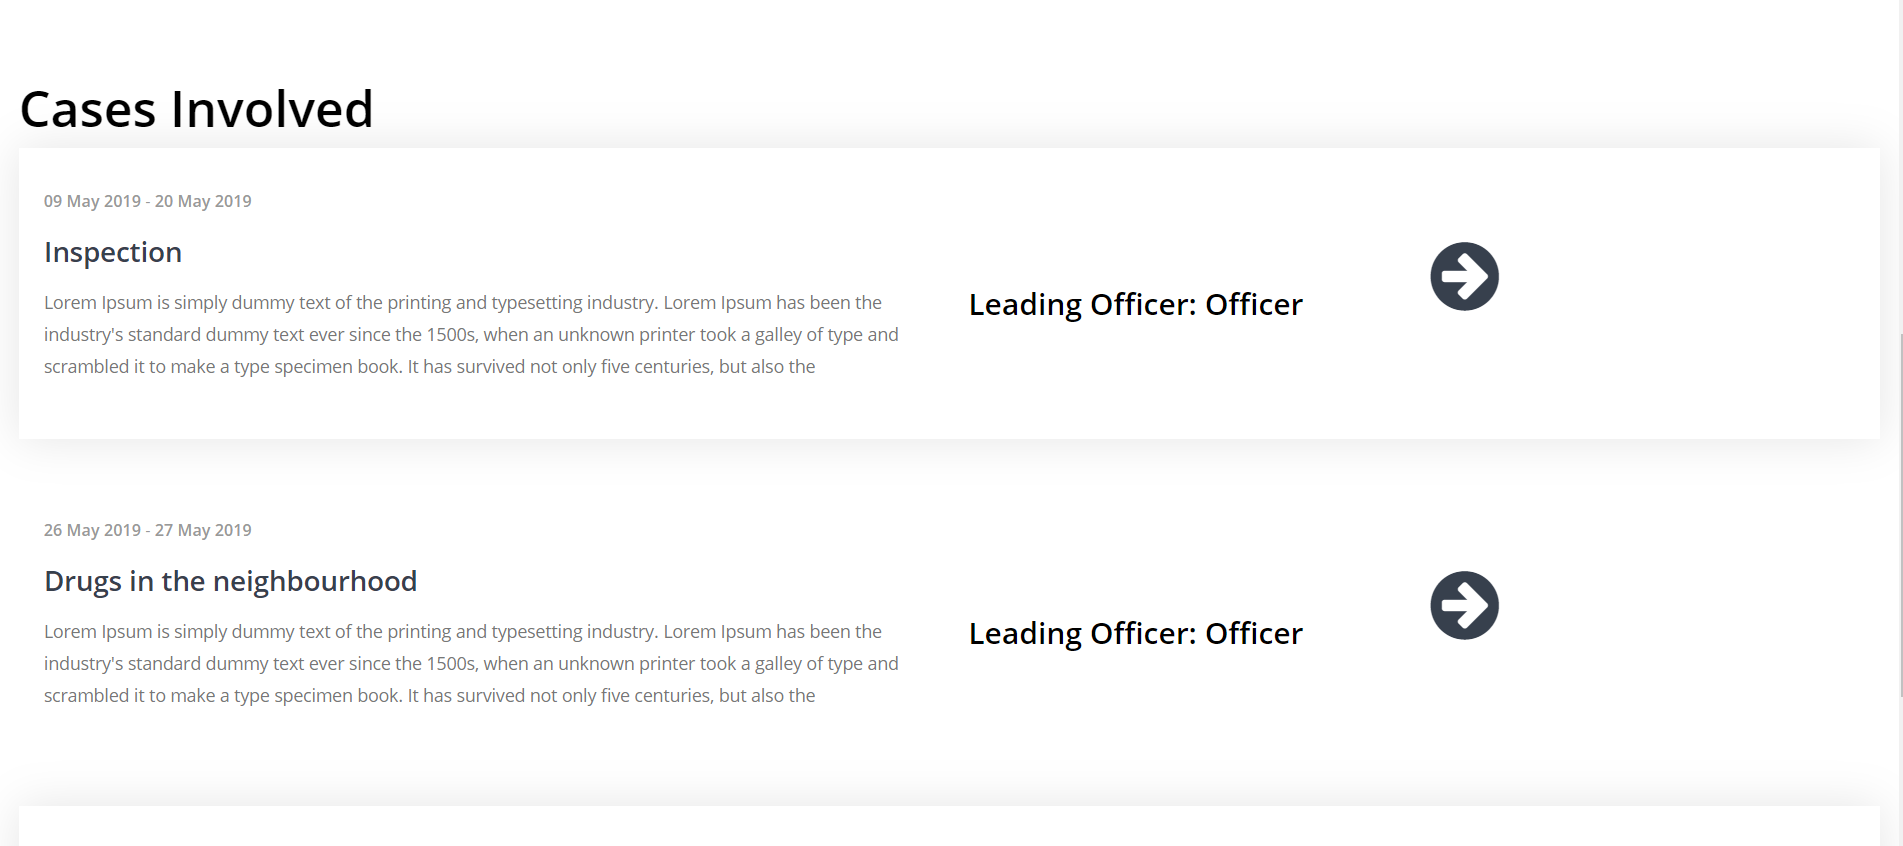 Cases Involved
09 May 2019 - 20 May 2019
Inspection
Lorem Ipsum is simply dummy text of the printing and typesetting industry. Lorem Ipsum has been the
industry's standard dummy text ever since the 1500s, when an unknown printer took a galley of type and
scrambled it to make a type specimen book. It has survived not only five centuries, but also the
Leading Officer: Officer
26 May 2019 - 27 May 2019
Drugs in the neighbourhood
Lorem Ipsum is simply dummy text of the printing and typesetting industry. Lorem Ipsum has been the
industry's standard dummy text ever since the 1500s, when an unknown printer took a galley of type and
scrambled it to make a type specimen book. It has survived not only five centuries, but also the
Leading Officer: Officer